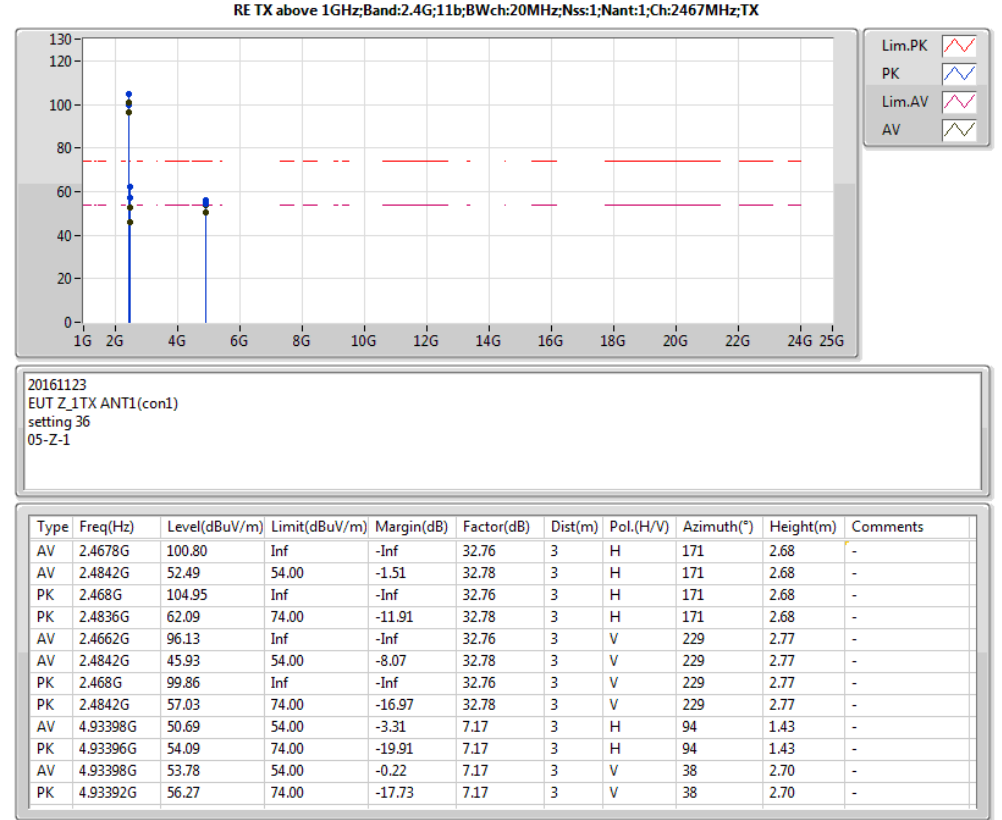 RE TX above 1GHz;Band:2.4G;11b;BWch:20MHz;Nss:1;Nant:1;Ch:2467MHz;TX
130
120
100
80
60
40
20
0
1G 2G 4G 6G 8G 10G 12G 14G 16G 18G 20G 22G 24G 25G
Lim.PK
PK
Lim.AV
AV
20161123
EUT Z_1TX ANT1(con1)
setting 36
05-Z-1
Type Freq(Hz) Level(dBuV/m) Limit(dBuV/m) Margin(dB) Factor(dB) Dist(m) Pol.(H/V) Azimuth(°) Height(m) Comments
AV 2.4678G 100.80 Inf -Inf 32.76 3 H 171 2.68 -
AV 2.4842G 52.49 54.00 -1.51 32.78 3 H 171 2.68 -
PK 2.468G 104.95 Inf -Inf 32.76 3 H 171 2.68 -
PK 2.4836G 62.09 74.00 -11.91 32.78 3 H 171 2.68 -
AV 2.4662G 96.13 Inf -Inf 32.76 3 V 229 2.77 -
AV 2.4842G 45.93 54.00 -8.07 32.78 3 V 229 2.77 -
PK 2.468G 99.86 Inf -Inf 32.76 3 V 229 2.77 -
PK 2.4842G 57.03 74.00 -16.97 32.78 3 V 229 2.77 -
AV 4.93398G 50.69 54.00 -3.31 7.17 3 H 94 1.43 -
PK 4.93396G 54.09 74.00 -19.91 7.17 3 H 94 1.43 -
AV 4.93398G 53.78 54.00 -0.22 7.17 3 V 38 2.70 -
PK 4.93392G 56.27 74.00 -17.73 7.17 3 V 38 2.70 -